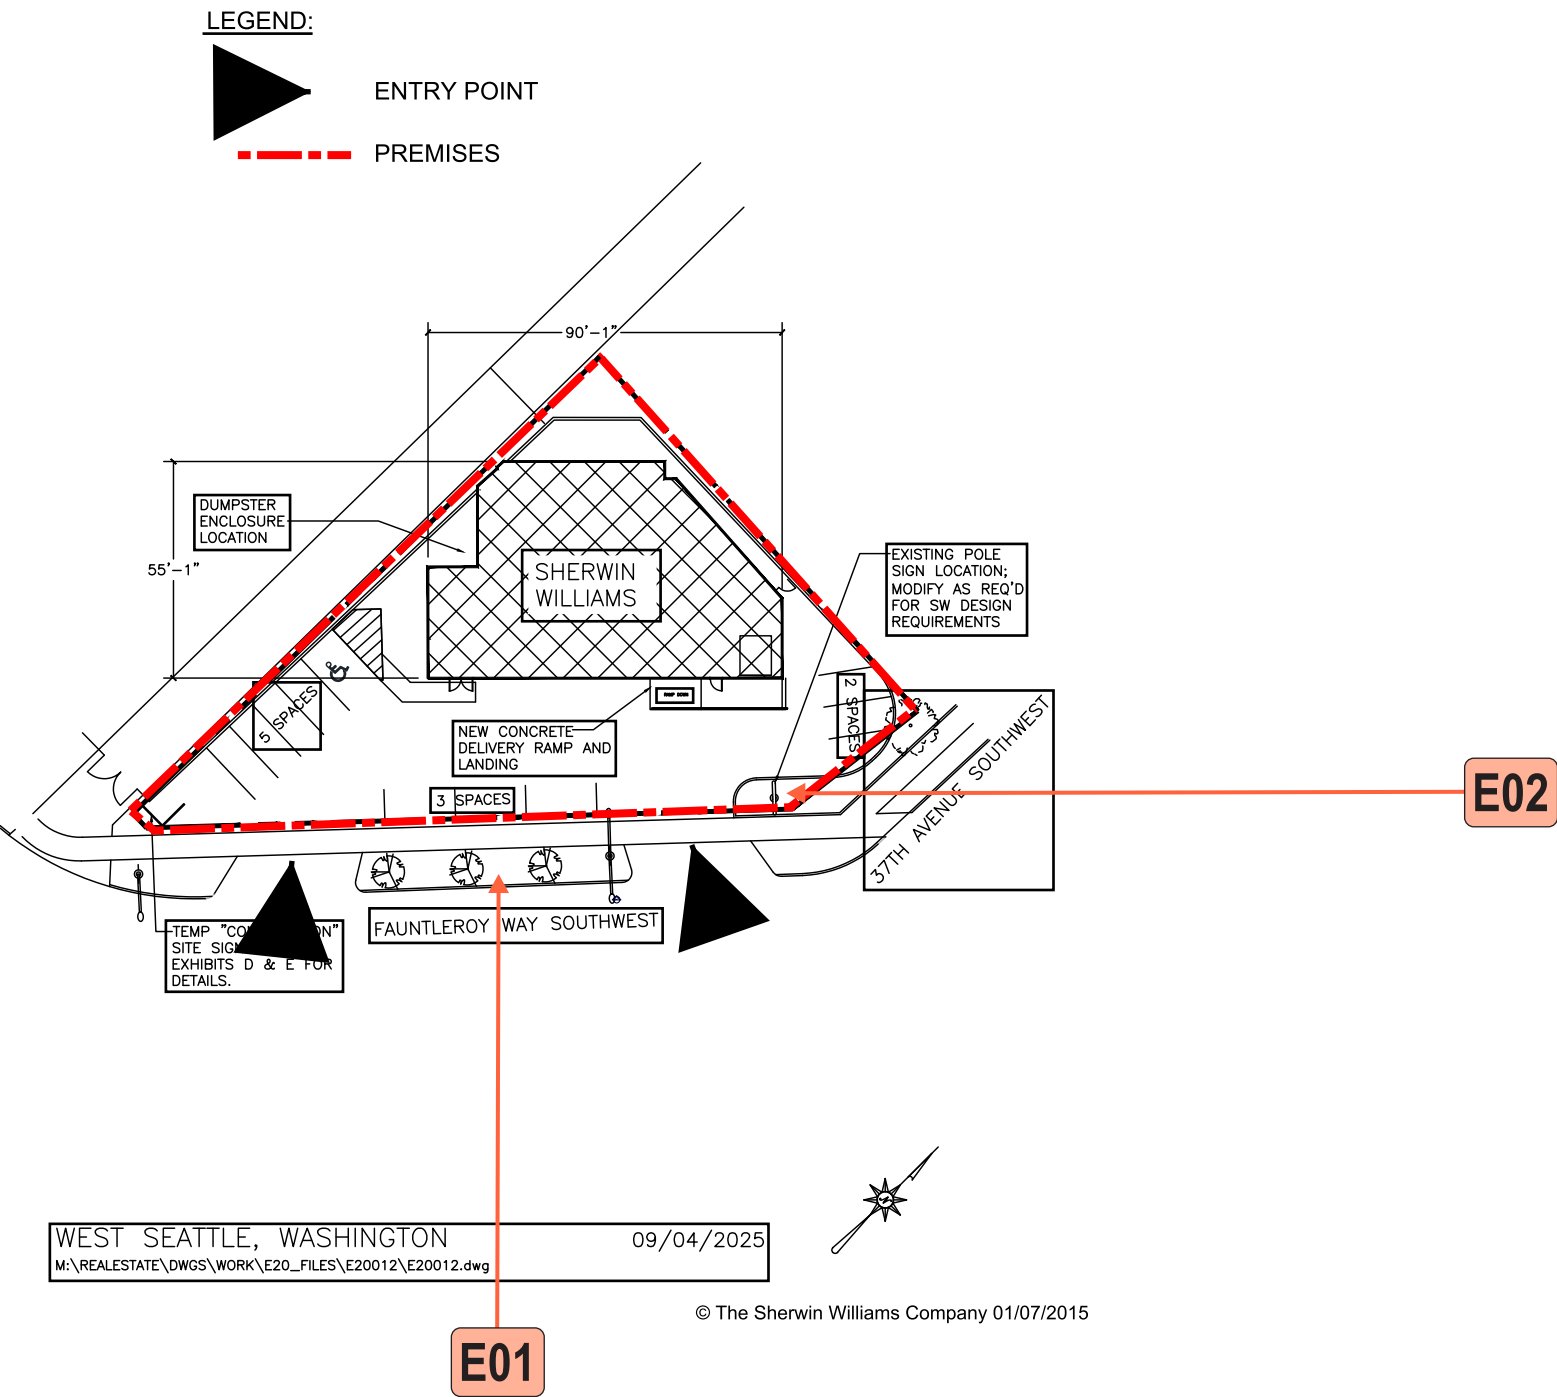 LEGEND:
ENTRY POINT
PREMISES
90'-1"
DUMPSTER
ENCLOSURE
LOCATION
55'-1"
SHERWIN
WILLIAMS
EXISTING POLE
SIGN LOCATION;
MODIFY AS REQ'D
FOR SW DESIGN
REQUIREMENTS
5 SPACES
2 SPACES
RAMP DOWN
NEW CONCRETE
DELIVERY RAMP AND
LANDING
3 SPACES
37TH AVENUE SOUTHWEST
E02
FAUNTLEROY WAY SOUTHWEST
TEMP
SITE
EXHIBITS D & E FOR
DETAILS.
WEST SEATTLE, WASHINGTON 09/04/2025
M:\REALESTATE\DWGS\WORK\E20_FILES\E20012\E20012.dwg
© The Sherwin Williams Company 01/07/2015
E01